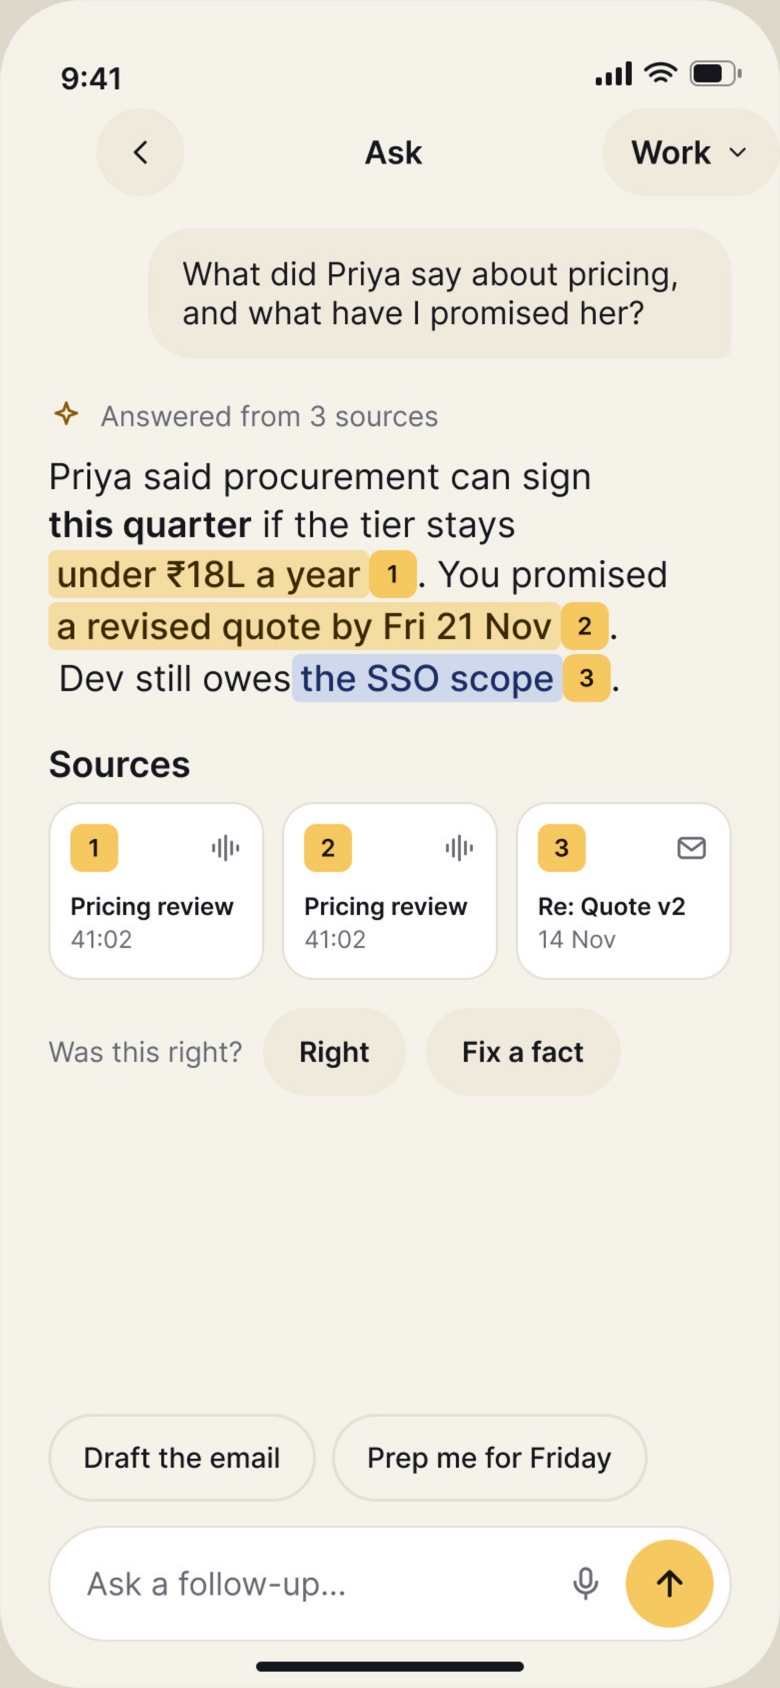 9:41
Ask
Work
What did Priya say about pricing,
and what have I promised her?
Answered from 3 sources
Priya said procurement can sign
this quarter if the tier stays
under ₹18L a year 1. You promised
a revised quote by Fri 21 Nov 2.
Dev still owes the SSO scope 3.
Sources
1
Pricing review
41:02
2
Pricing review
41:02
3
Re: Quote v2
14 Nov
Was this right? Right Fix a fact
Draft the email Prep me for Friday
Ask a follow-up...